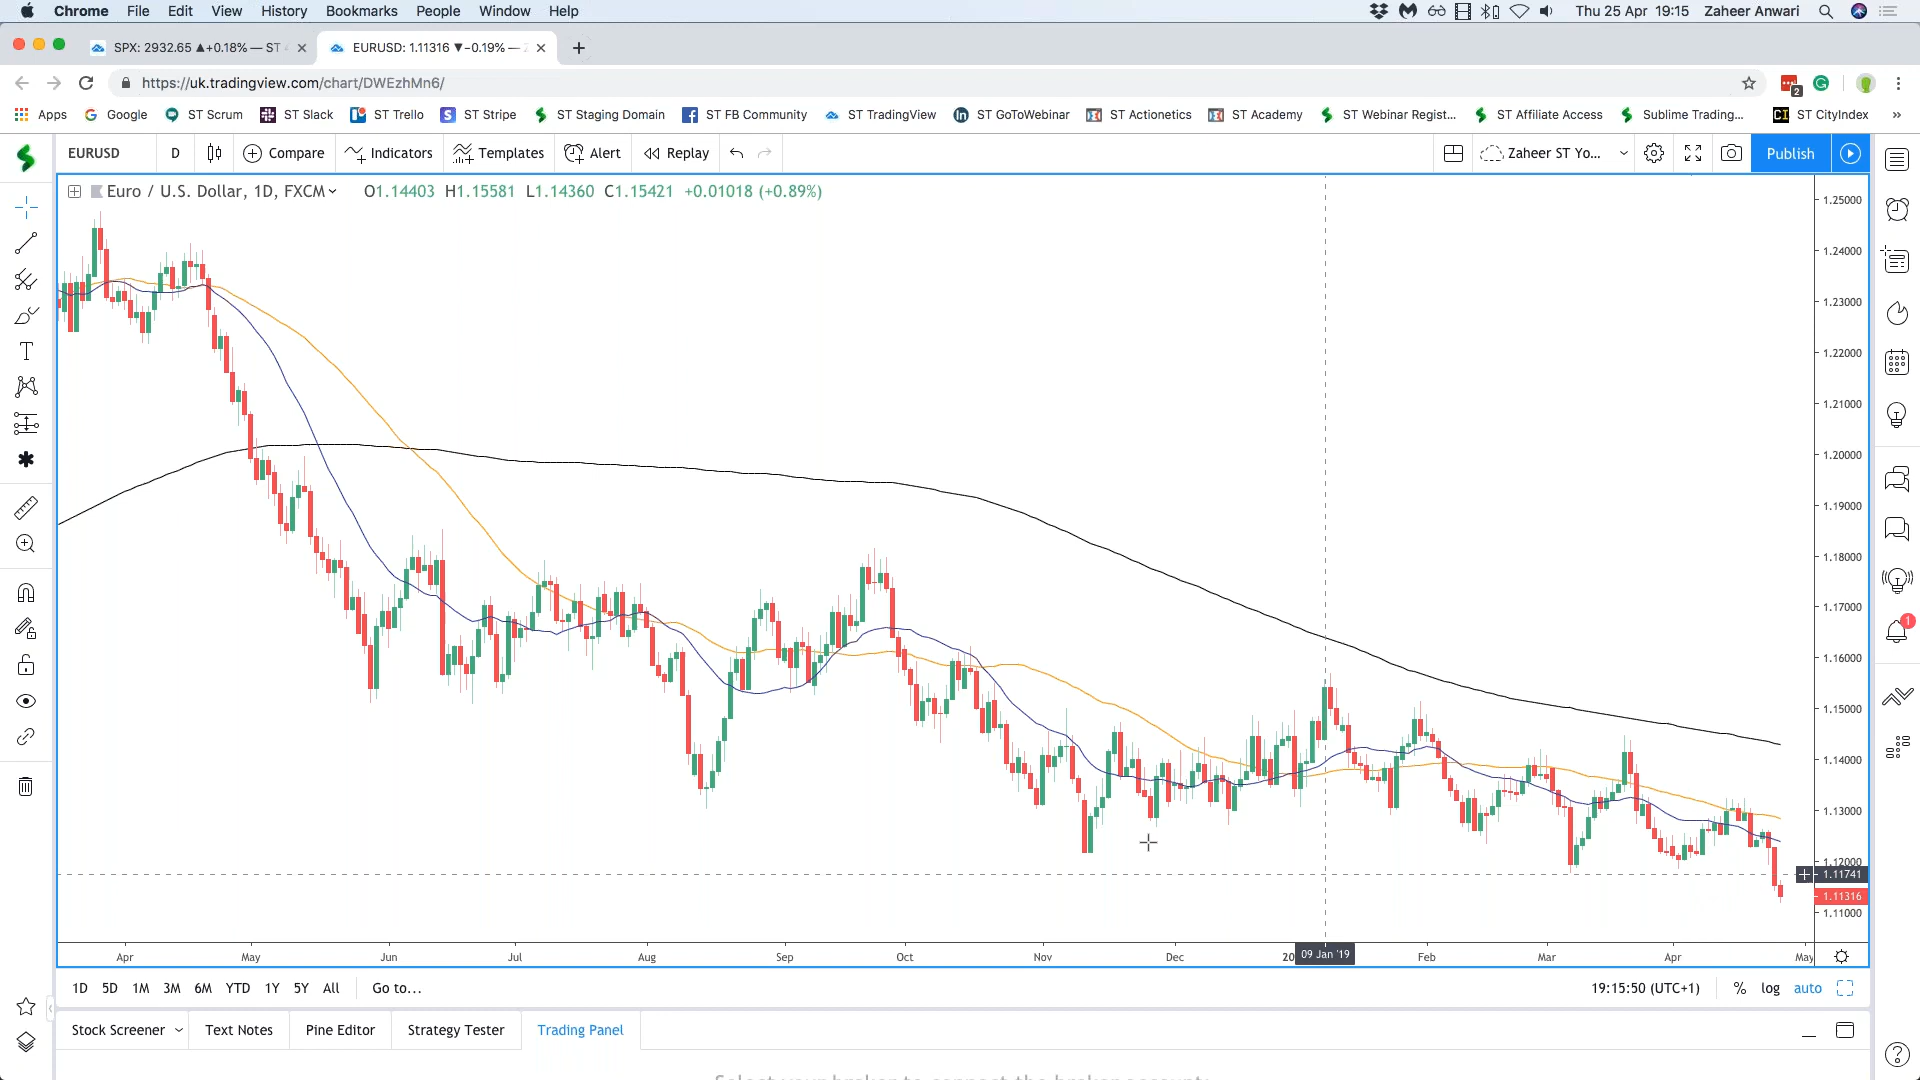 Chrome File Edit View History Bookmarks People Window Help Thu 25 Apr 19:15 Zaheer Anwari
SPX: 2932.65 ▲+0.18% — ST EURUSD: 1.11316 ▼−0.19% —
https://uk.tradingview.com/chart/DWEzhMn6/ 2
Apps Google ST Scrum ST Slack ST Trello ST Stripe ST Staging Domain ST FB Community ST TradingView ST GoToWebinar ST Actionetics ST Academy ST Webinar Regist... ST Affiliate Access Sublime Trading... ST CityIndex »
EURUSD D Compare Indicators Templates Alert Replay Zaheer ST Yo... Publish
Euro / U.S. Dollar, 1D, FXCM O1.14403 H1.15581 L1.14360 C1.15421 +0.01018 (+0.89%)
1.25000
1.24000
1.23000
1.22000
1.21000
1.20000
1.19000
1.18000
1.17000
1.16000
1.15000
1.14000
1.13000
1.12000
1.11741
1.11316
1.11000
1
Apr May Jun Jul Aug Sep Oct Nov Dec 20 09 Jan '19 Feb Mar Apr May
1D 5D 1M 3M 6M YTD 1Y 5Y All Go to... 19:15:50 (UTC+1) % log auto
Stock Screener Text Notes Pine Editor Strategy Tester Trading Panel